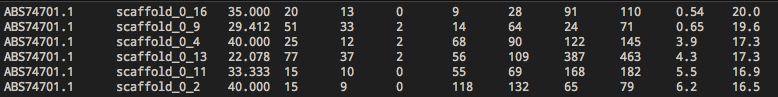 ABS74701.1 scaffold_0_16 35.000 20 13 0 9 28 91 110 0.54 20.0
ABS74701.1 scaffold_0_9 29.412 51 33 2 14 64 24 71 0.65 19.6
ABS74701.1 scaffold_0_4 40.000 25 12 2 68 90 122 145 3.9 17.3
ABS74701.1 scaffold_0_13 22.078 77 37 2 56 109 387 463 4.3 17.3
ABS74701.1 scaffold_0_11 33.333 15 10 0 55 69 168 182 5.5 16.9
ABS74701.1 scaffold_0_2 40.000 15 9 0 118 132 65 79 6.2 16.5